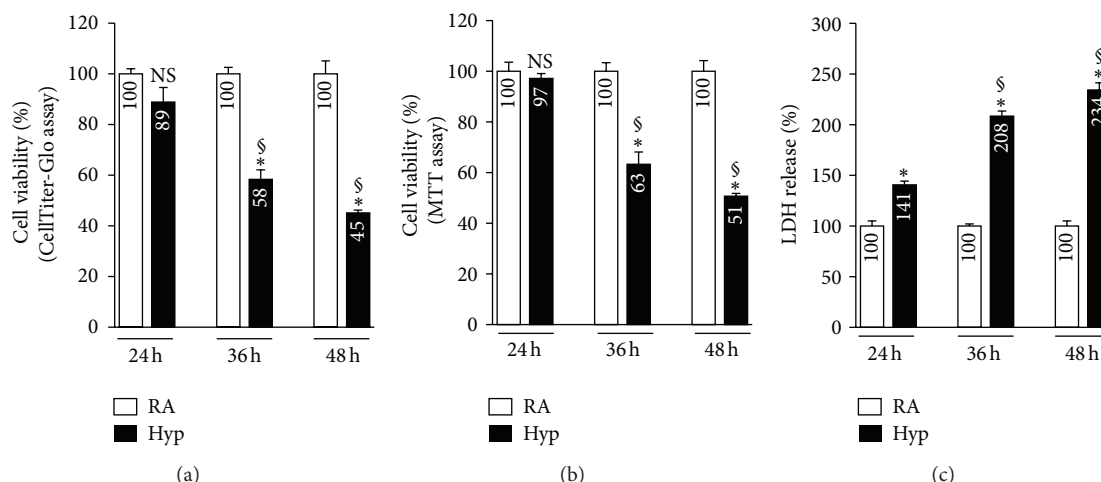 Cell viability (%)
(CellTiter-Glo assay)
120
100
80
60
40
20
0
100
NS
89
100
§
*
58
100
§
*
45
24 h
36 h
48 h
RA
Hyp
(a)
Cell viability (%)
(MTT assay)
120
100
80
60
40
20
0
100
NS
97
100
§
*
63
100
§
*
51
24 h
36 h
48 h
RA
Hyp
(b)
LDH release (%)
300
250
200
150
100
50
0
100
*
141
100
§
*
208
100
§
*
234
24 h
36 h
48 h
RA
Hyp
(c)